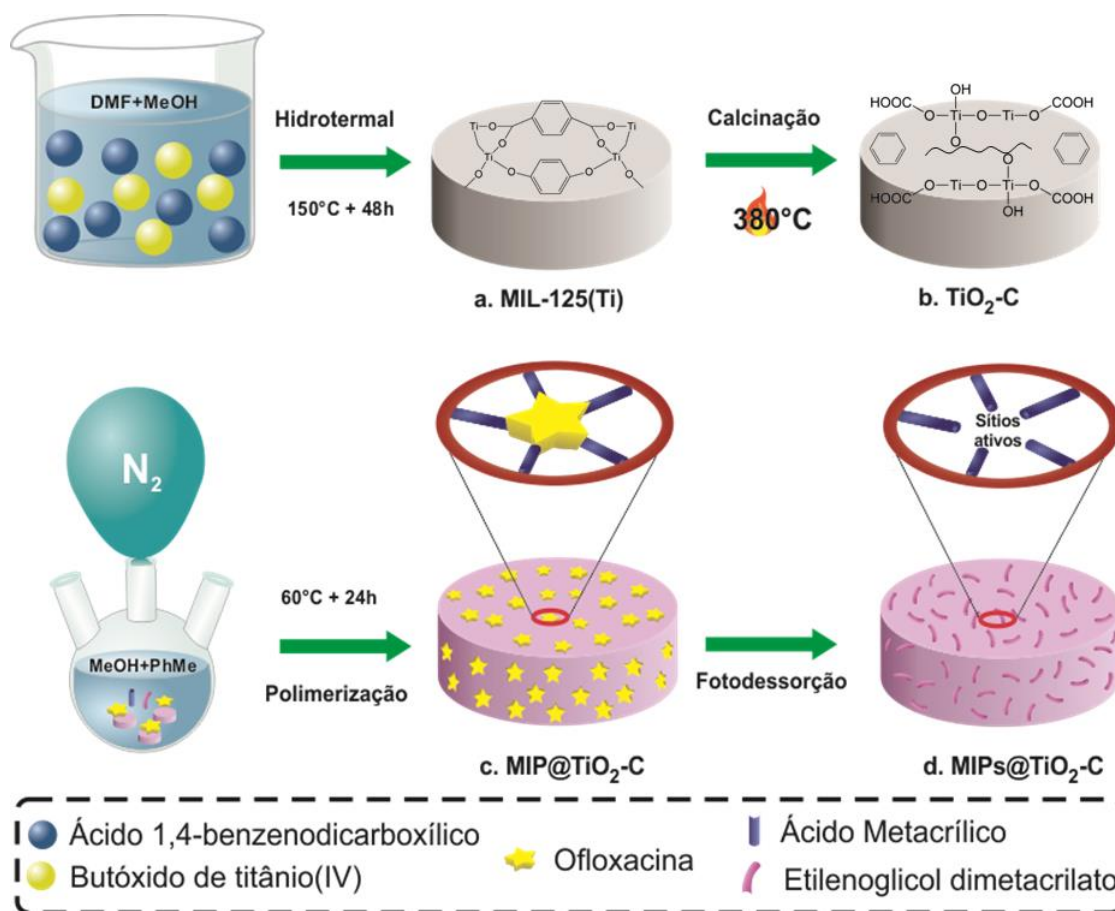 DMF+MeOH
Hidrotermal
150°C + 48h
a. MIL-125(Ti)
Calcinação
380°C
OH
HOOC
O
Ti
O
Ti
O
COOH
O
O
HOOC
O
Ti
O
Ti
O
COOH
OH
b. TiO₂-C
Ti
O
O
Ti
Ti
O
O
Ti
O
O
O
O
N₂
MeOH+PhMe
60°C + 24h
Polimerização
c. MIP@TiO₂-C
Fotodessorção
Sítios
ativos
d. MIPs@TiO₂-C
Ácido 1,4-benzenodicarboxílico
Butóxido de titânio(IV)
Ofloxacina
Ácido Metacrílico
Etilenoglicol dimetacrilato